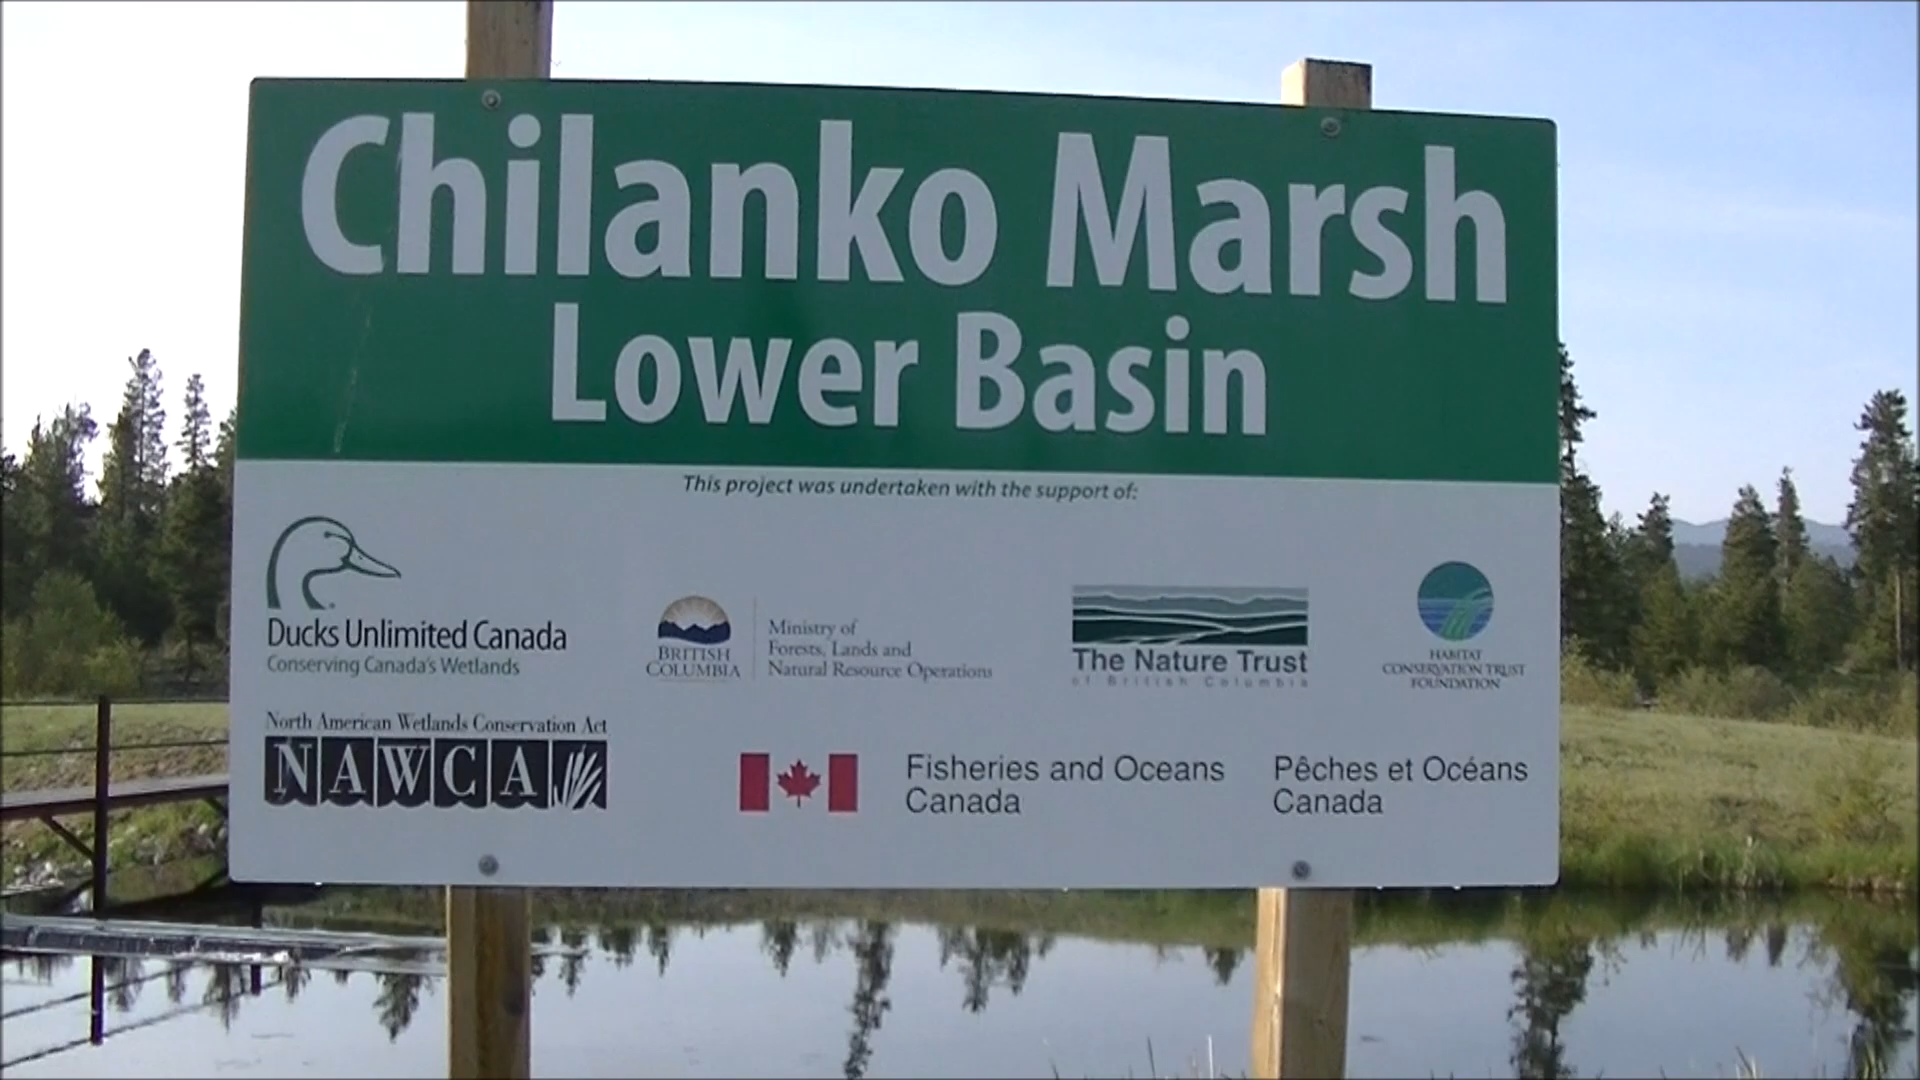 Chilanko Marsh
Lower Basin
This project was undertaken with the support of:
Ducks Unlimited Canada
Conserving Canada's Wetlands
BRITISH
COLUMBIA
Ministry of
Forests, Lands and
Natural Resource Operations
The Nature Trust
of British Columbia
HABITAT
CONSERVATION TRUST
FOUNDATION
North American Wetlands Conservation Act
NAWCA
Fisheries and Oceans
Canada
Pêches et Océans
Canada